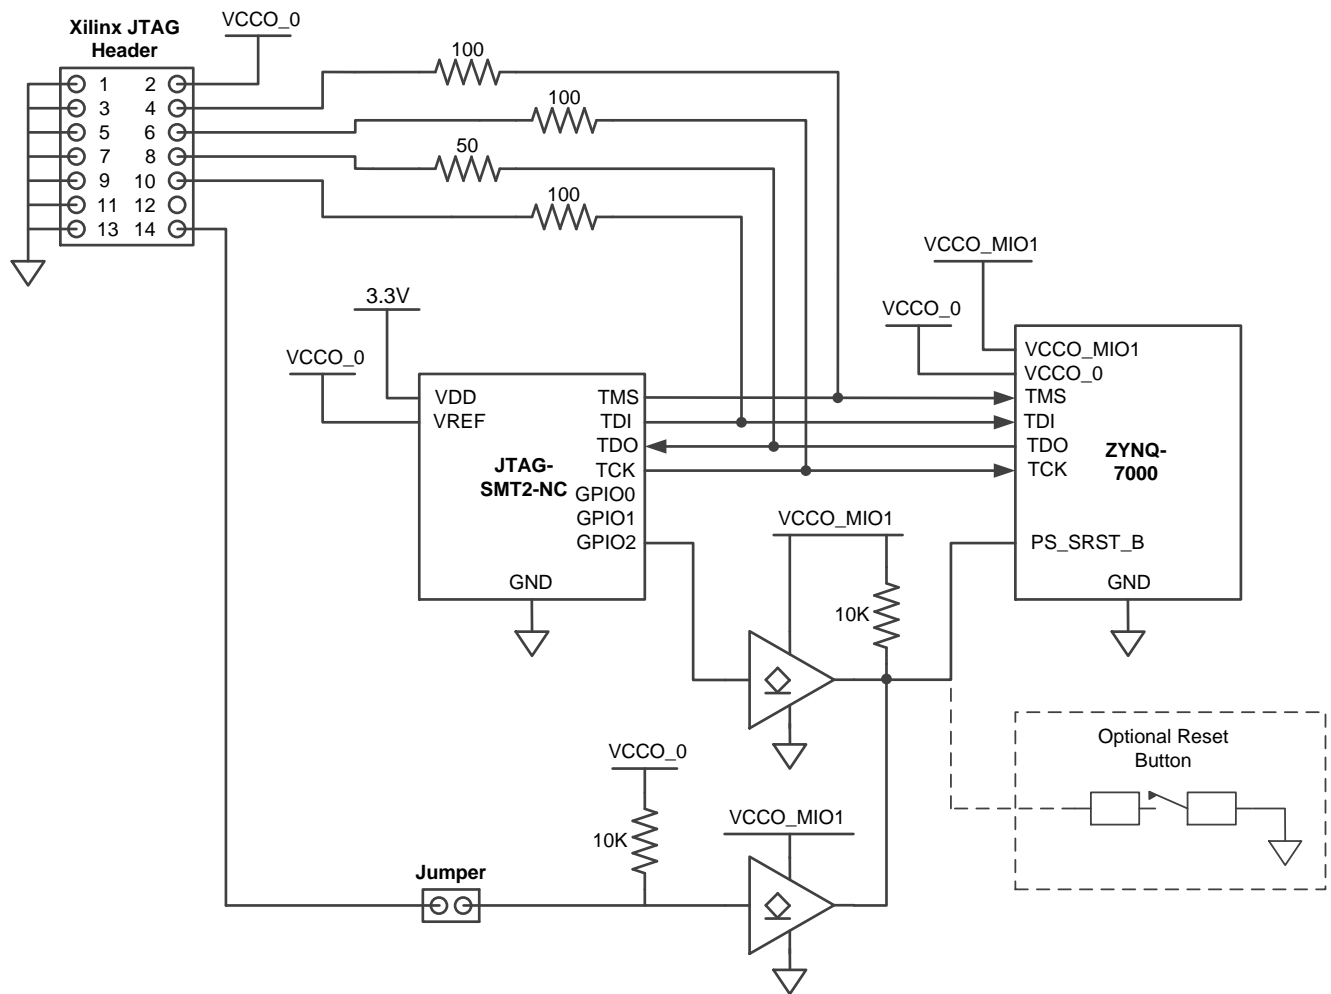 Xilinx JTAG
Header
VCCO_0
1 2
3 4
5 6
7 8
9 10
11 12
13 14
100
100
50
100
3.3V
VCCO_0
VDD
VREF
JTAG-
SMT2-NC
TMS
TDI
TDO
TCK
GPIO0
GPIO1
GPIO2
GND
VCCO_MIO1
VCCO_0
VCCO_MIO1
VCCO_0
TMS
TDI
TDO
TCK
ZYNQ-
7000
PS_SRST_B
GND
VCCO_MIO1
10K
Optional Reset
Button
VCCO_0
10K
VCCO_MIO1
Jumper